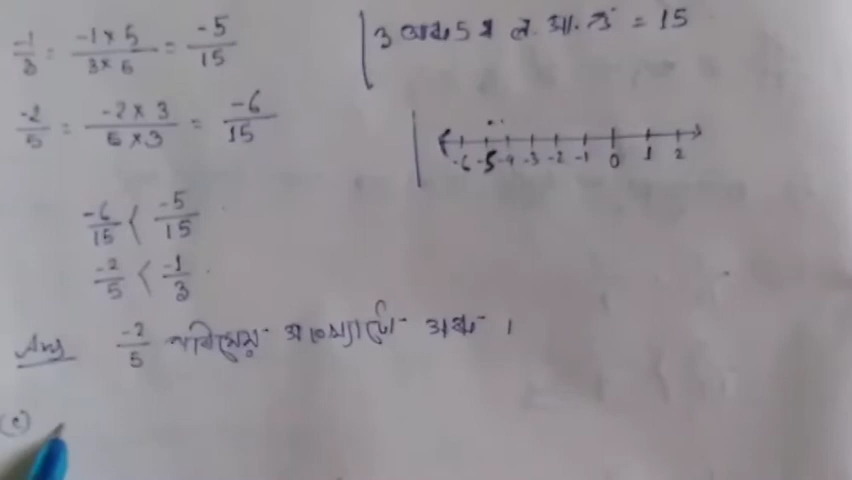 -1/3 = -1 x 5/3 x 5 = -5/15
3 আৰু 5 ৰ ল. সা. গু = 15
-2/5 = -2 x 3/5 x 3 = -6/15
-6 -5 -4 -3 -2 -1 0 1 2
-6/15 < -5/15
-2/5 < -1/3
Ans -2/5 পৰিমেয় সংখ্যাটো সৰু ।